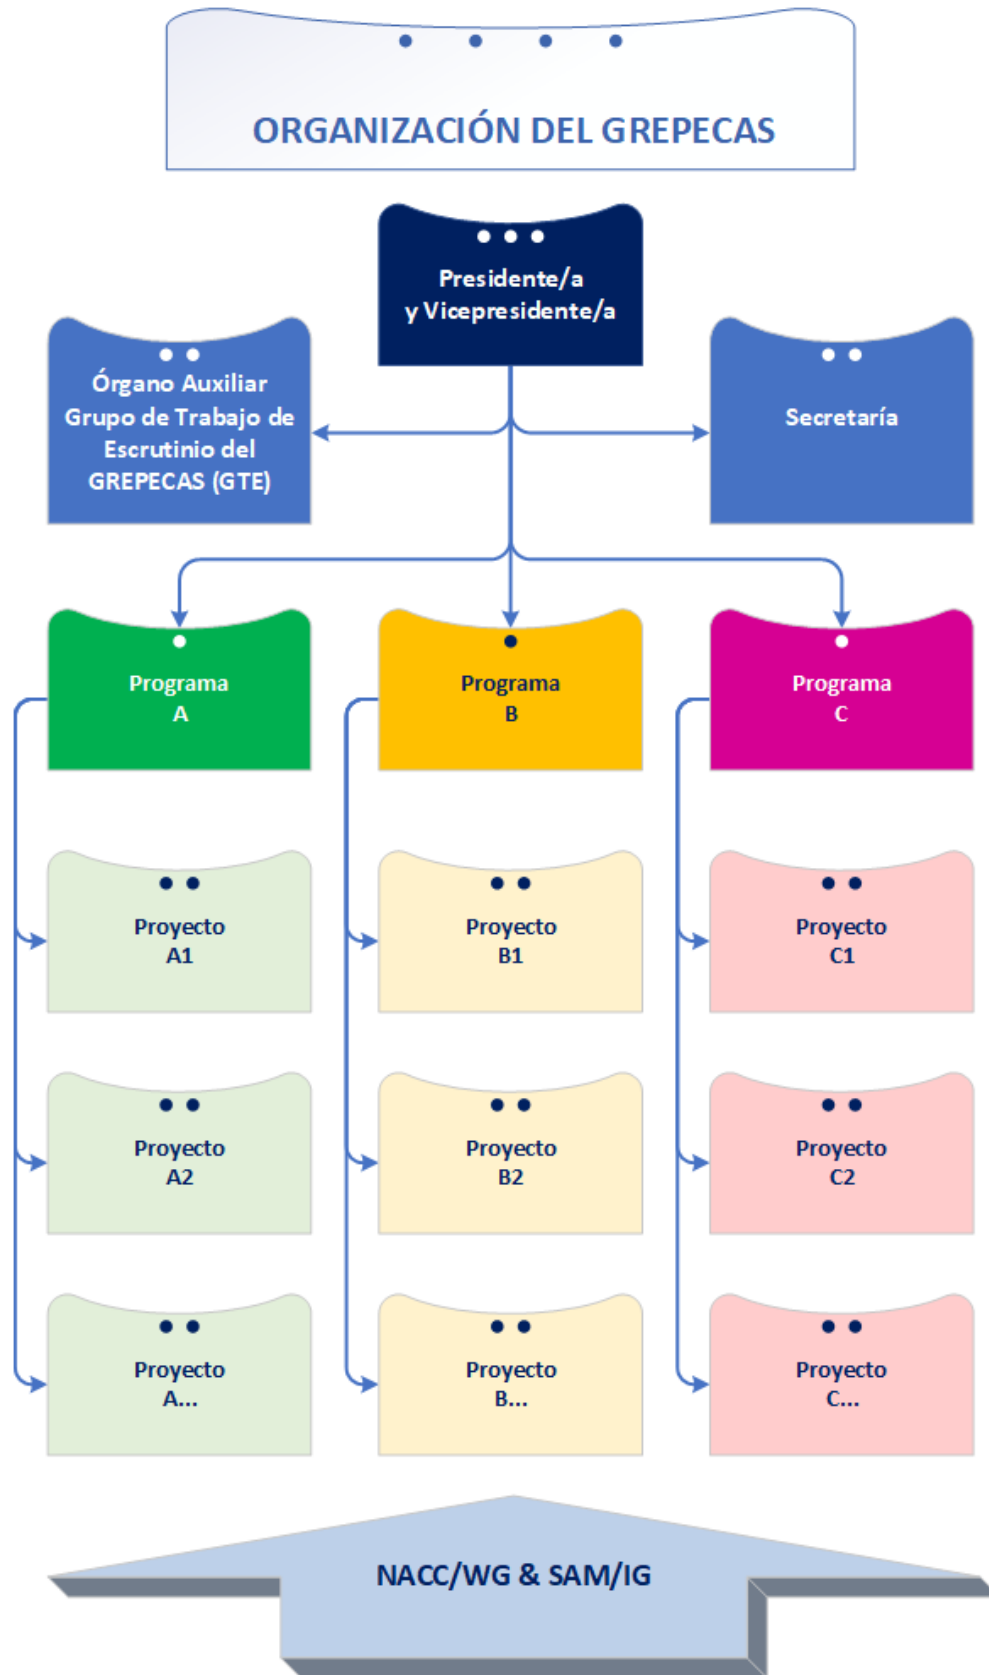 ORGANIZACIÓN DEL GREPECAS
Presidente/a
y Vicepresidente/a
Órgano Auxiliar
Grupo de Trabajo de
Escrutinio del
GREPECAS (GTE)
Secretaría
Programa
A
Programa
B
Programa
C
Proyecto
A1
Proyecto
B1
Proyecto
C1
Proyecto
A2
Proyecto
B2
Proyecto
C2
Proyecto
A...
Proyecto
B...
Proyecto
C...
NACC/WG & SAM/IG